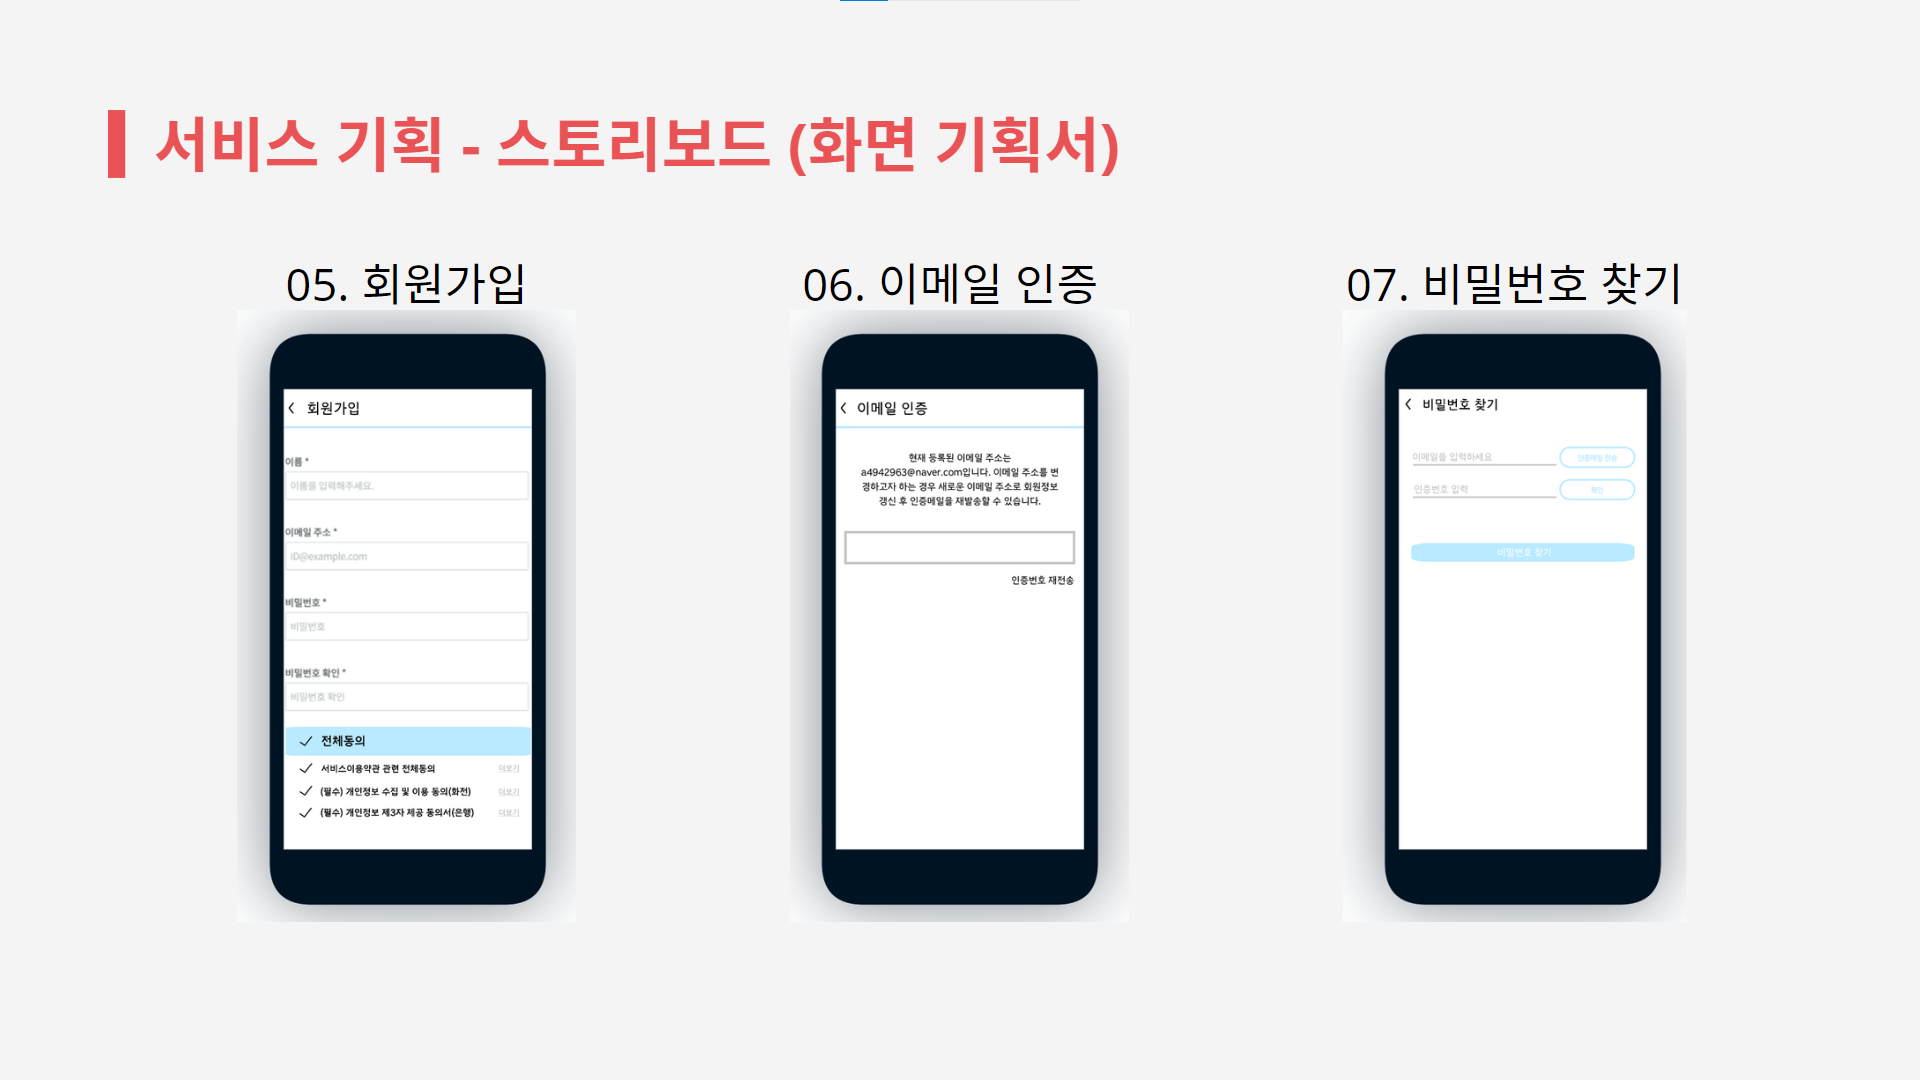 서비스 기획 - 스토리보드 (화면 기획서)
05. 회원가입
회원가입
이름 *
이름을 입력해주세요.
이메일 주소 *
ID@example.com
비밀번호 *
비밀번호
비밀번호 확인 *
비밀번호 확인
전체동의
서비스이용약관 관련 전체동의 더보기
(필수) 개인정보 수집 및 이용 동의(화전) 더보기
(필수) 개인정보 제3자 제공 동의서(은행) 더보기
06. 이메일 인증
이메일 인증
현재 등록된 이메일 주소는
a4942963@naver.com입니다. 이메일 주소를 변
경하고자 하는 경우 새로운 이메일 주소로 회원정보
갱신 후 인증메일을 재발송할 수 있습니다.
인증번호 재전송
07. 비밀번호 찾기
비밀번호 찾기
이메일을 입력하세요 인증메일 전송
인증번호 입력 확인
비밀번호 찾기